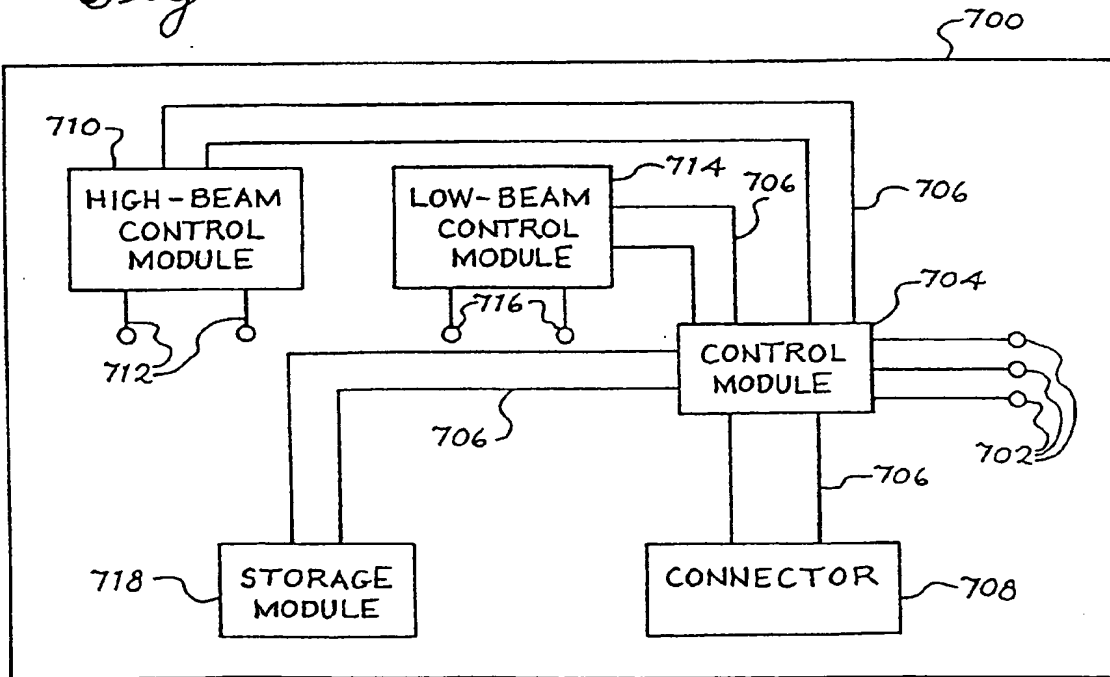 700
710
HIGH-BEAM
CONTROL
MODULE
712
714
LOW-BEAM
CONTROL
MODULE
716
706
706
704
CONTROL
MODULE
702
706
706
718
STORAGE
MODULE
CONNECTOR
708